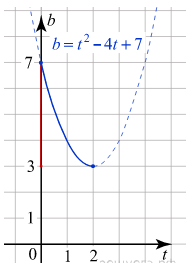 b
b = t² – 4t + 7
7
3
1
0 1 2 t